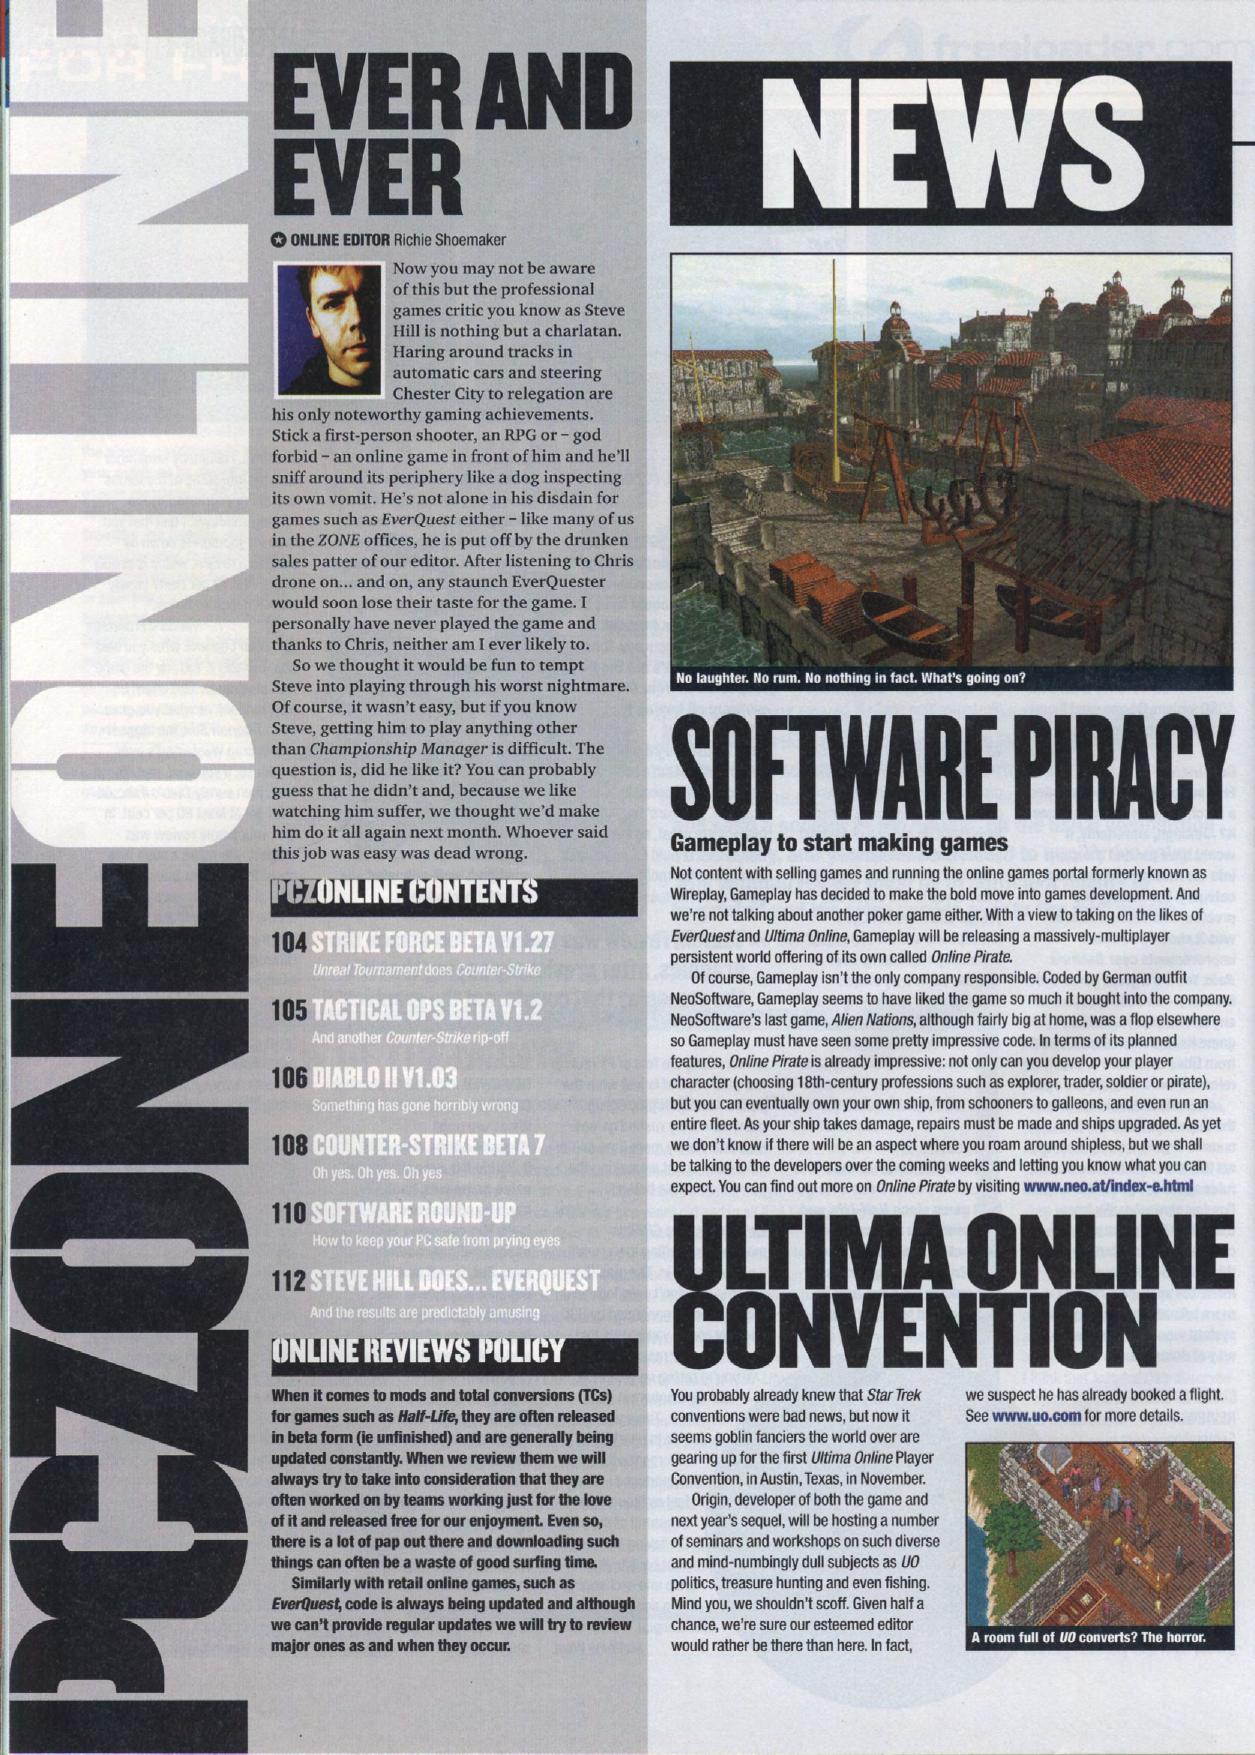 PCZONEONLINE
EVER AND
EVER
ONLINE EDITOR Richie Shoemaker
Now you may not be aware
of this but the professional
games critic you know as Steve
Hill is nothing but a charlatan.
Haring around tracks in
automatic cars and steering
Chester City to relegation are
his only noteworthy gaming achievements.
Stick a first-person shooter, an RPG or – god
forbid – an online game in front of him and he'll
sniff around its periphery like a dog inspecting
its own vomit. He's not alone in his disdain for
games such as EverQuest either – like many of us
in the ZONE offices, he is put off by the drunken
sales patter of our editor. After listening to Chris
drone on... and on, any staunch EverQuester
would soon lose their taste for the game. I
personally have never played the game and
thanks to Chris, neither am I ever likely to.
So we thought it would be fun to tempt
Steve into playing through his worst nightmare.
Of course, it wasn't easy, but if you know
Steve, getting him to play anything other
than Championship Manager is difficult. The
question is, did he like it? You can probably
guess that he didn't and, because we like
watching him suffer, we thought we'd make
him do it all again next month. Whoever said
this job was easy was dead wrong.
PCZONLINE CONTENTS
104 STRIKE FORCE BETA V1.27
Unreal Tournament does Counter-Strike
105 TACTICAL OPS BETA V1.2
And another Counter-Strike rip-off
106 DIABLO II V1.03
Something has gone horribly wrong
108 COUNTER-STRIKE BETA 7
Oh yes. Oh yes. Oh yes
110 SOFTWARE ROUND-UP
How to keep your PC safe from prying eyes
112 STEVE HILL DOES... EVERQUEST
And the results are predictably amusing
ONLINE REVIEWS POLICY
When it comes to mods and total conversions (TCs)
for games such as Half-Life, they are often released
in beta form (ie unfinished) and are generally being
updated constantly. When we review them we will
always try to take into consideration that they are
often worked on by teams working just for the love
of it and released free for our enjoyment. Even so,
there is a lot of pap out there and downloading such
things can often be a waste of good surfing time.
Similarly with retail online games, such as
EverQuest, code is always being updated and although
we can't provide regular updates we will try to review
major ones as and when they occur.
NEWS
No laughter. No rum. No nothing in fact. What's going on?
SOFTWARE PIRACY
Gameplay to start making games
Not content with selling games and running the online games portal formerly known as
Wireplay, Gameplay has decided to make the bold move into games development. And
we're not talking about another poker game either. With a view to taking on the likes of
EverQuest and Ultima Online, Gameplay will be releasing a massively-multiplayer
persistent world offering of its own called Online Pirate.
Of course, Gameplay isn't the only company responsible. Coded by German outfit
NeoSoftware, Gameplay seems to have liked the game so much it bought into the company.
NeoSoftware's last game, Alien Nations, although fairly big at home, was a flop elsewhere
so Gameplay must have seen some pretty impressive code. In terms of its planned
features, Online Pirate is already impressive: not only can you develop your player
character (choosing 18th-century professions such as explorer, trader, soldier or pirate),
but you can eventually own your own ship, from schooners to galleons, and even run an
entire fleet. As your ship takes damage, repairs must be made and ships upgraded. As yet
we don't know if there will be an aspect where you roam around shipless, but we shall
be talking to the developers over the coming weeks and letting you know what you can
expect. You can find out more on Online Pirate by visiting www.neo.at/index-e.html
ULTIMA ONLINE
CONVENTION
You probably already knew that Star Trek
conventions were bad news, but now it
seems goblin fanciers the world over are
gearing up for the first Ultima Online Player
Convention, in Austin, Texas, in November.
Origin, developer of both the game and
next year's sequel, will be hosting a number
of seminars and workshops on such diverse
and mind-numbingly dull subjects as UO
politics, treasure hunting and even fishing.
Mind you, we shouldn't scoff. Given half a
chance, we're sure our esteemed editor
would rather be there than here. In fact,
we suspect he has already booked a flight.
See www.uo.com for more details.
A room full of UO converts? The horror.